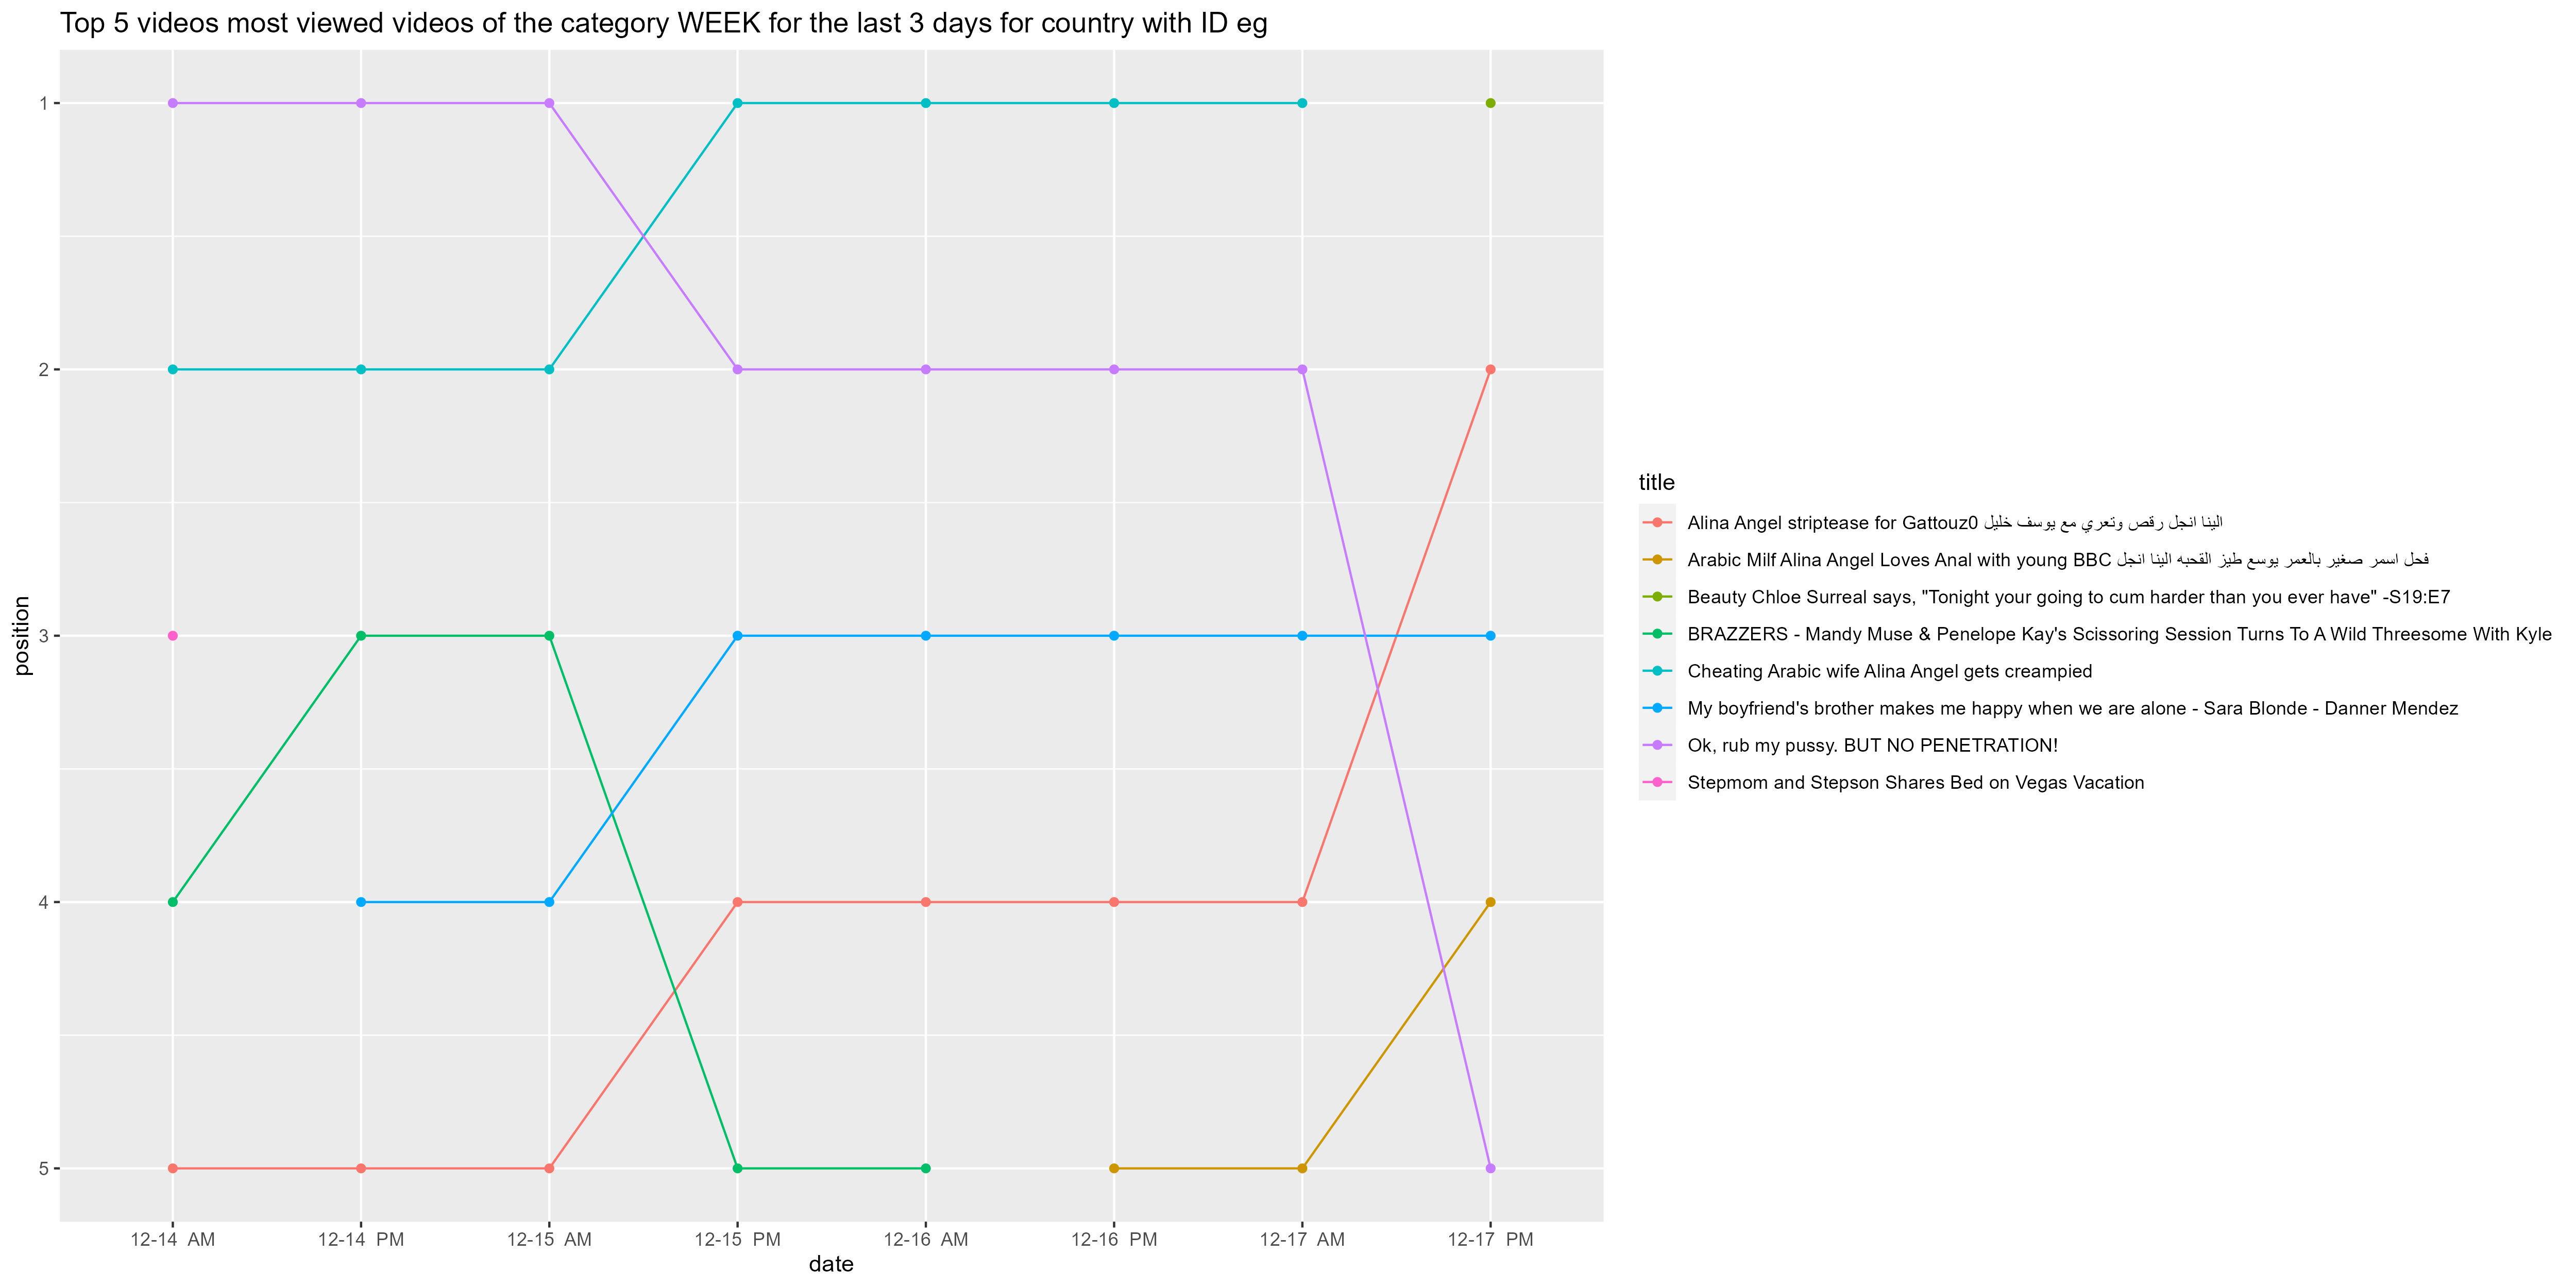 Top 5 videos most viewed videos of the category WEEK for the last 3 days for country with ID eg
position
1
2
3
4
5
12-14 AM
12-14 PM
12-15 AM
12-15 PM
12-16 AM
12-16 PM
12-17 AM
12-17 PM
date
title
Alina Angel striptease for Gattouz0 الينا انجل رقص وتعري مع يوسف خليل
Arabic Milf Alina Angel Loves Anal with young BBC فحل اسمر صغير بالعمر يوسع طيز القحبه الينا انجل
Beauty Chloe Surreal says, "Tonight your going to cum harder than you ever have" -S19:E7
BRAZZERS - Mandy Muse & Penelope Kay's Scissoring Session Turns To A Wild Threesome With Kyle
Cheating Arabic wife Alina Angel gets creampied
My boyfriend's brother makes me happy when we are alone - Sara Blonde - Danner Mendez
Ok, rub my pussy. BUT NO PENETRATION!
Stepmom and Stepson Shares Bed on Vegas Vacation